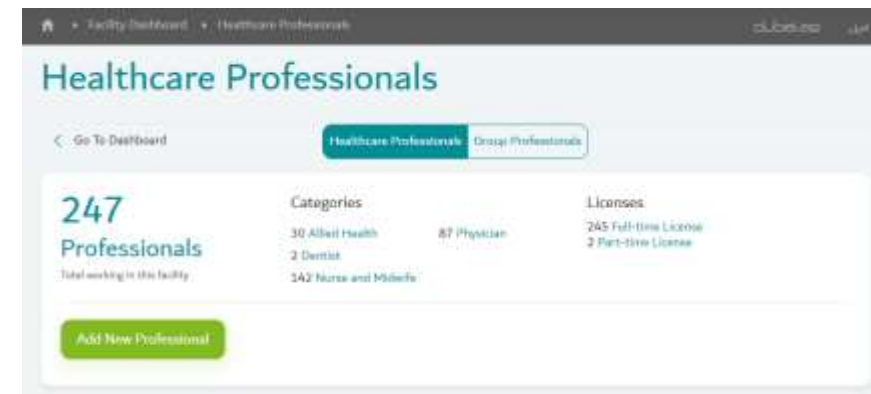 Facility Dashboard • Healthcare Professionals
Healthcare Professionals
Go To Dashboard
Healthcare Professionals Group Professionals
247
Professionals
Total working in this facility
Categories
30 Allied Health 87 Physician
2 Dentist
142 Nurse and Midwife
Licenses
245 Full-time License
2 Part-time License
Add New Professional